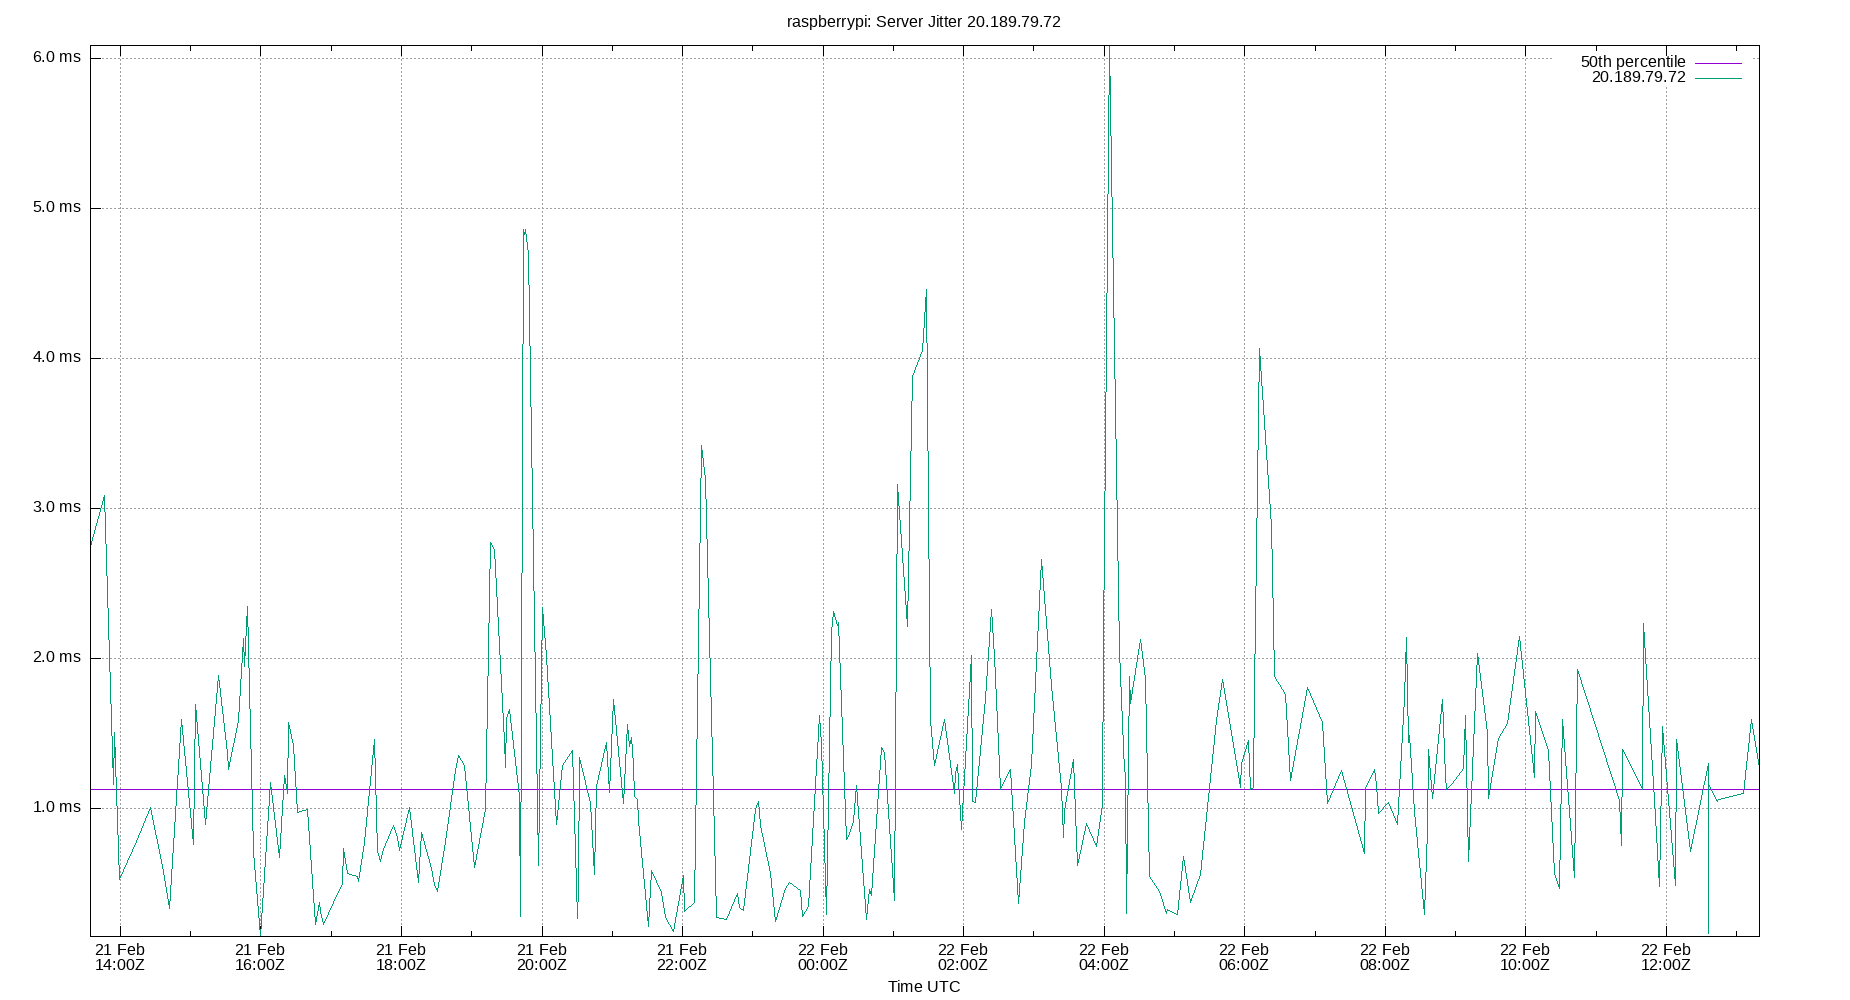 raspberrypi: Server Jitter 20.189.79.72
6.0 ms
50th percentile
20.189.79.72
5.0 ms
4.0 ms
3.0 ms
2.0 ms
1.0 ms
21 Feb 21 Feb 21 Feb 21 Feb 21 Feb 22 Feb 22 Feb 22 Feb 22 Feb 22 Feb 22 Feb 22 Feb
14:00Z 16:00Z 18:00Z 20:00Z 22:00Z 00:00Z 02:00Z 04:00Z 06:00Z 08:00Z 10:00Z 12:00Z
Time UTC